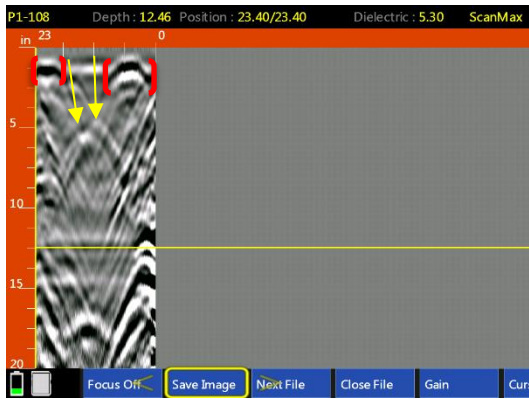 P1-108 Depth : 12.46 Position : 23.40/23.40 Dielectric : 5.30 ScanMax
in 23 0
5
10
15
20
Focus Off Save Image Next File Close File Gain Cur